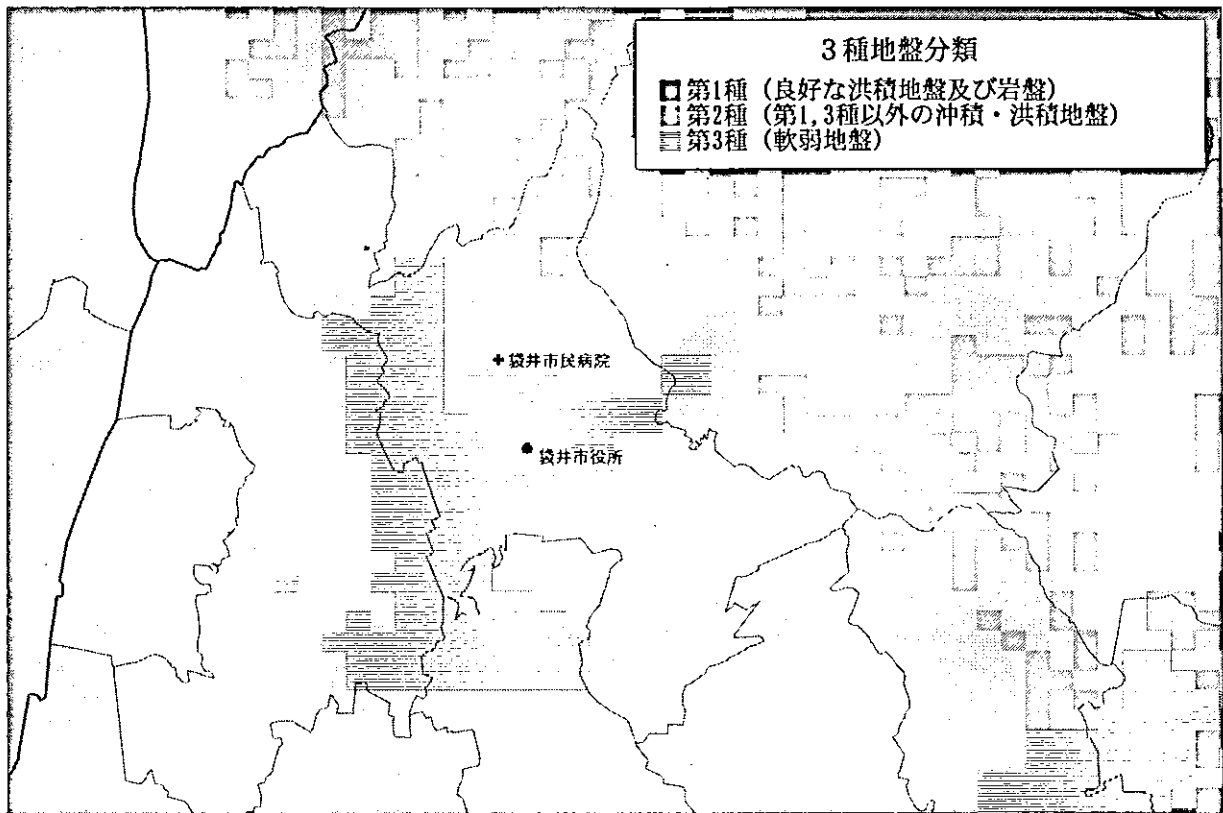 3種地盤分類
第1種 (良好な洪積地盤及び岩盤)
第2種 (第1,3種以外の沖積・洪積地盤)
第3種 (軟弱地盤)
袋井市民病院
袋井市役所